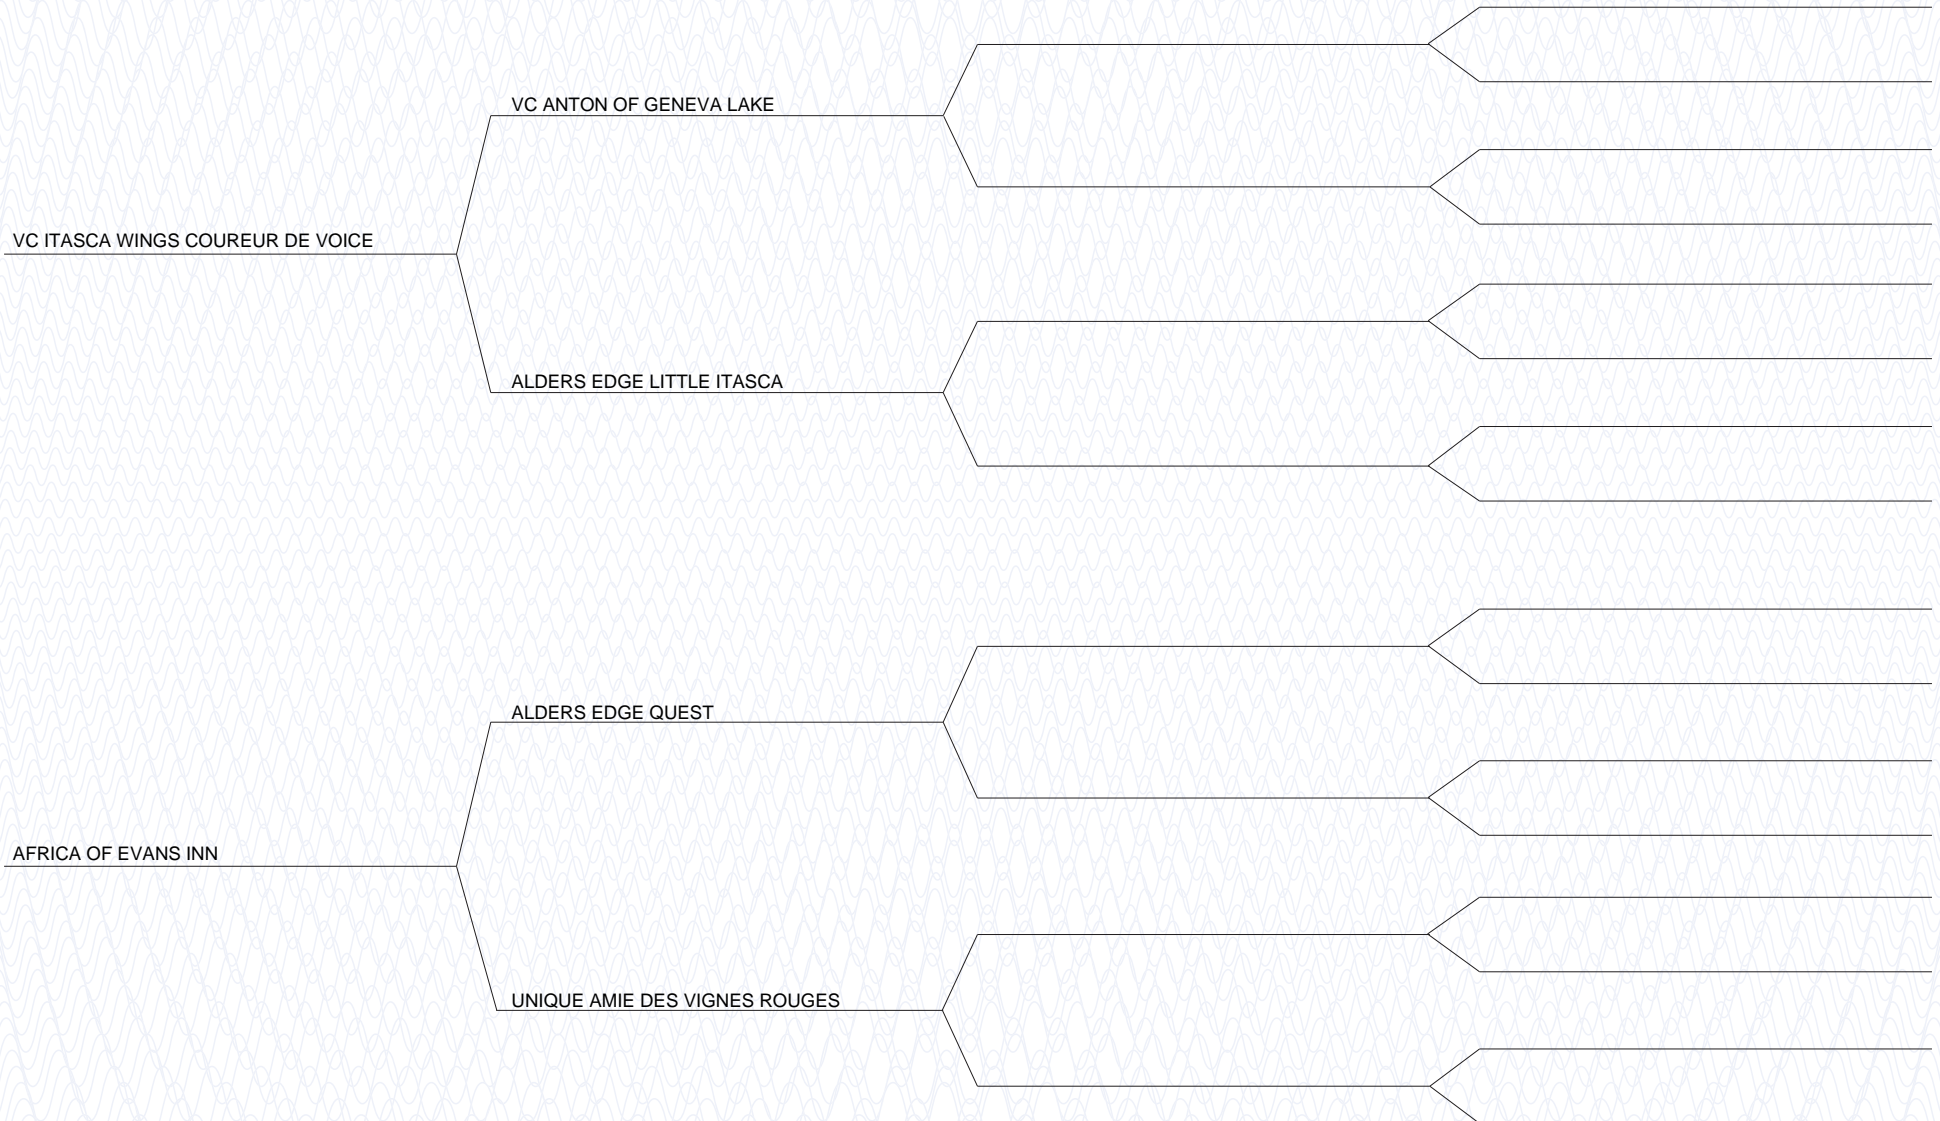 VC ANTON OF GENEVA LAKE
VC ITASCA WINGS COUREUR DE VOICE
ALDERS EDGE LITTLE ITASCA
ALDERS EDGE QUEST
AFRICA OF EVANS INN
UNIQUE AMIE DES VIGNES ROUGES